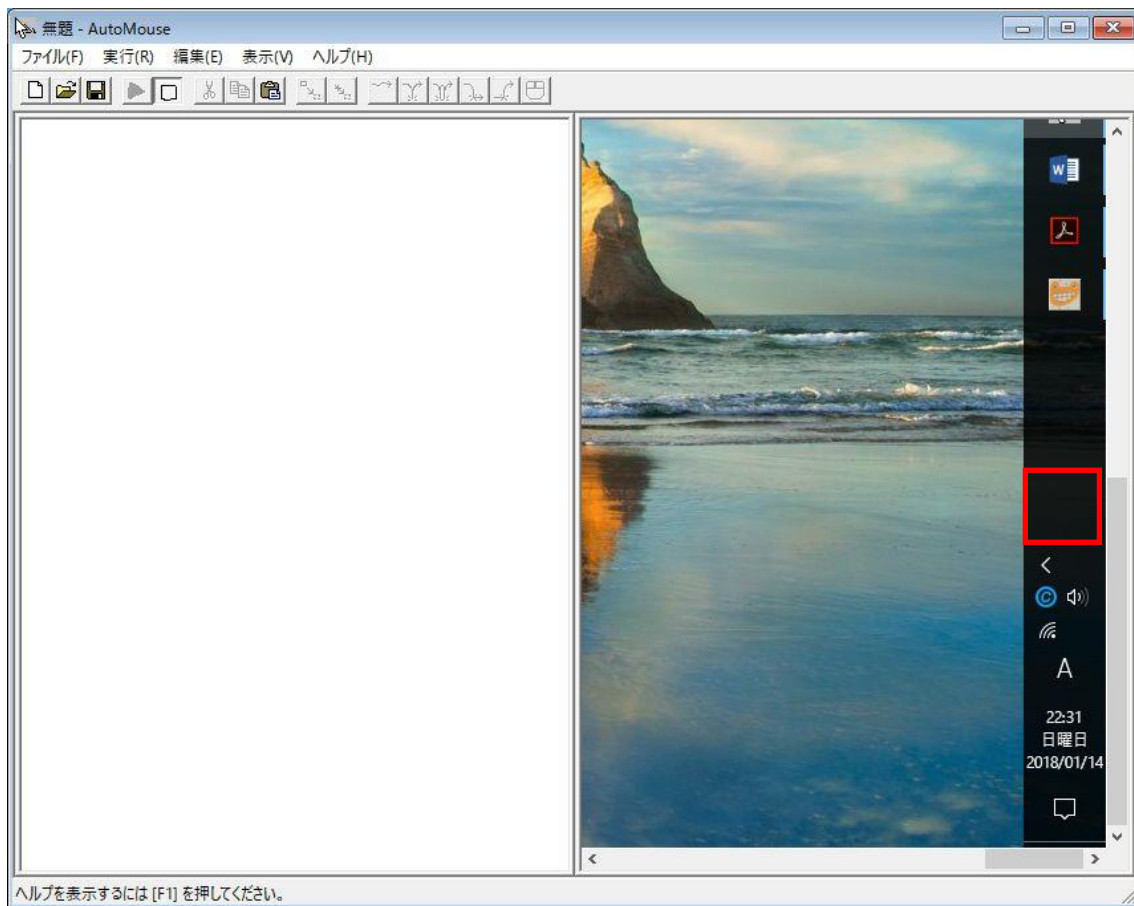 無題 - AutoMouse
ファイル(F) 実行(R) 編集(E) 表示(V) ヘルプ(H)
W
A
22:31
日曜日
2018/01/14
ヘルプを表示するには [F1] を押してください。